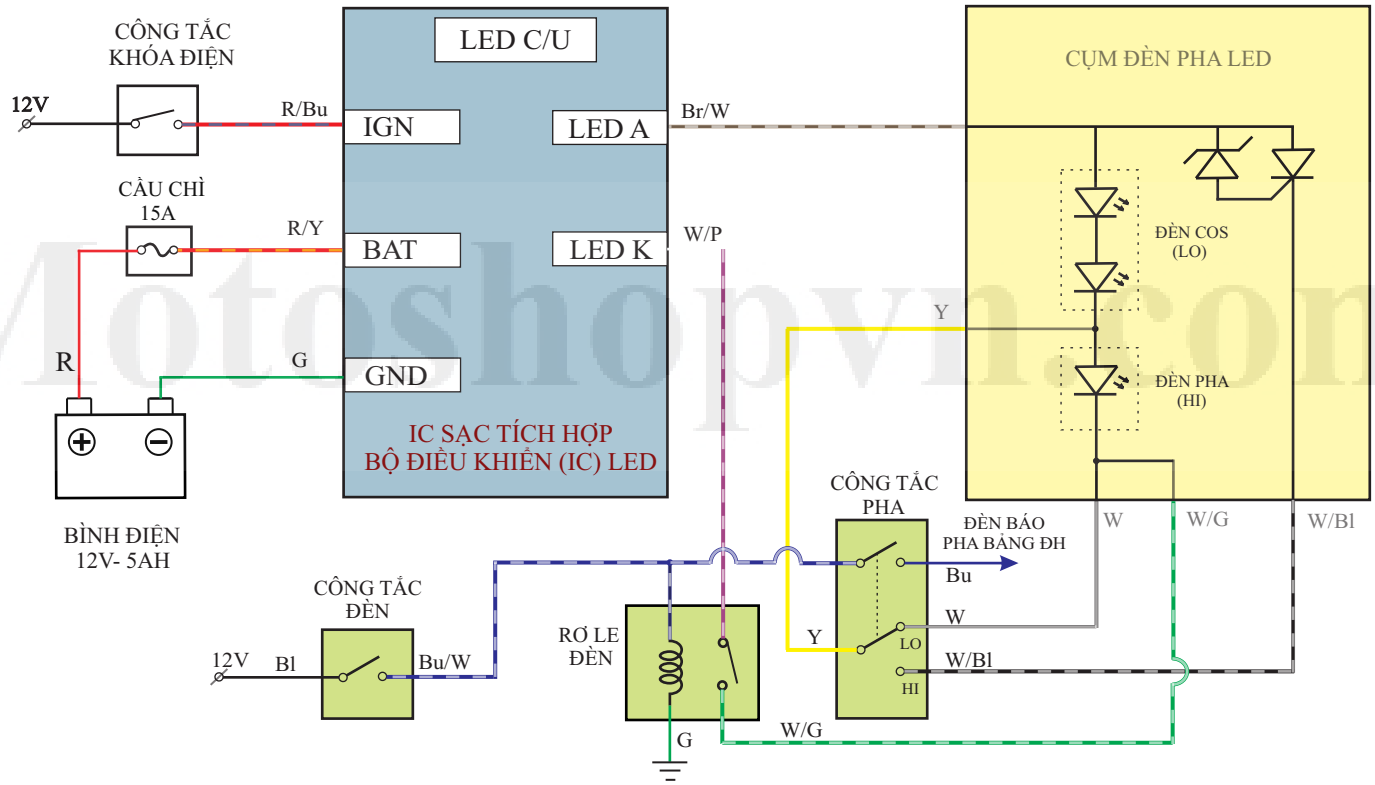 CÔNG TẮC
KHÓA ĐIỆN
12V
R/Bu
LED C/U
IGN
LED A
Br/W
CỤM ĐÈN PHA LED
CẦU CHÌ
15A
R/Y
BAT
LED K
W/P
ĐÈN COS
(LO)
Y
R
G
GND
ĐÈN PHA
(HI)
IC SẠC TÍCH HỢP
BỘ ĐIỀU KHIỂN (IC) LED
BÌNH ĐIỆN
12V- 5AH
CÔNG TẮC
PHA
ĐÈN BÁO
PHA BẢNG ĐH
Bu
W
W/G
W/Bl
CÔNG TẮC
ĐÈN
12V
Bl
Bu/W
RƠ LE
ĐÈN
Y
W
LO
W/Bl
HI
G
W/G
Motoshopvn.com